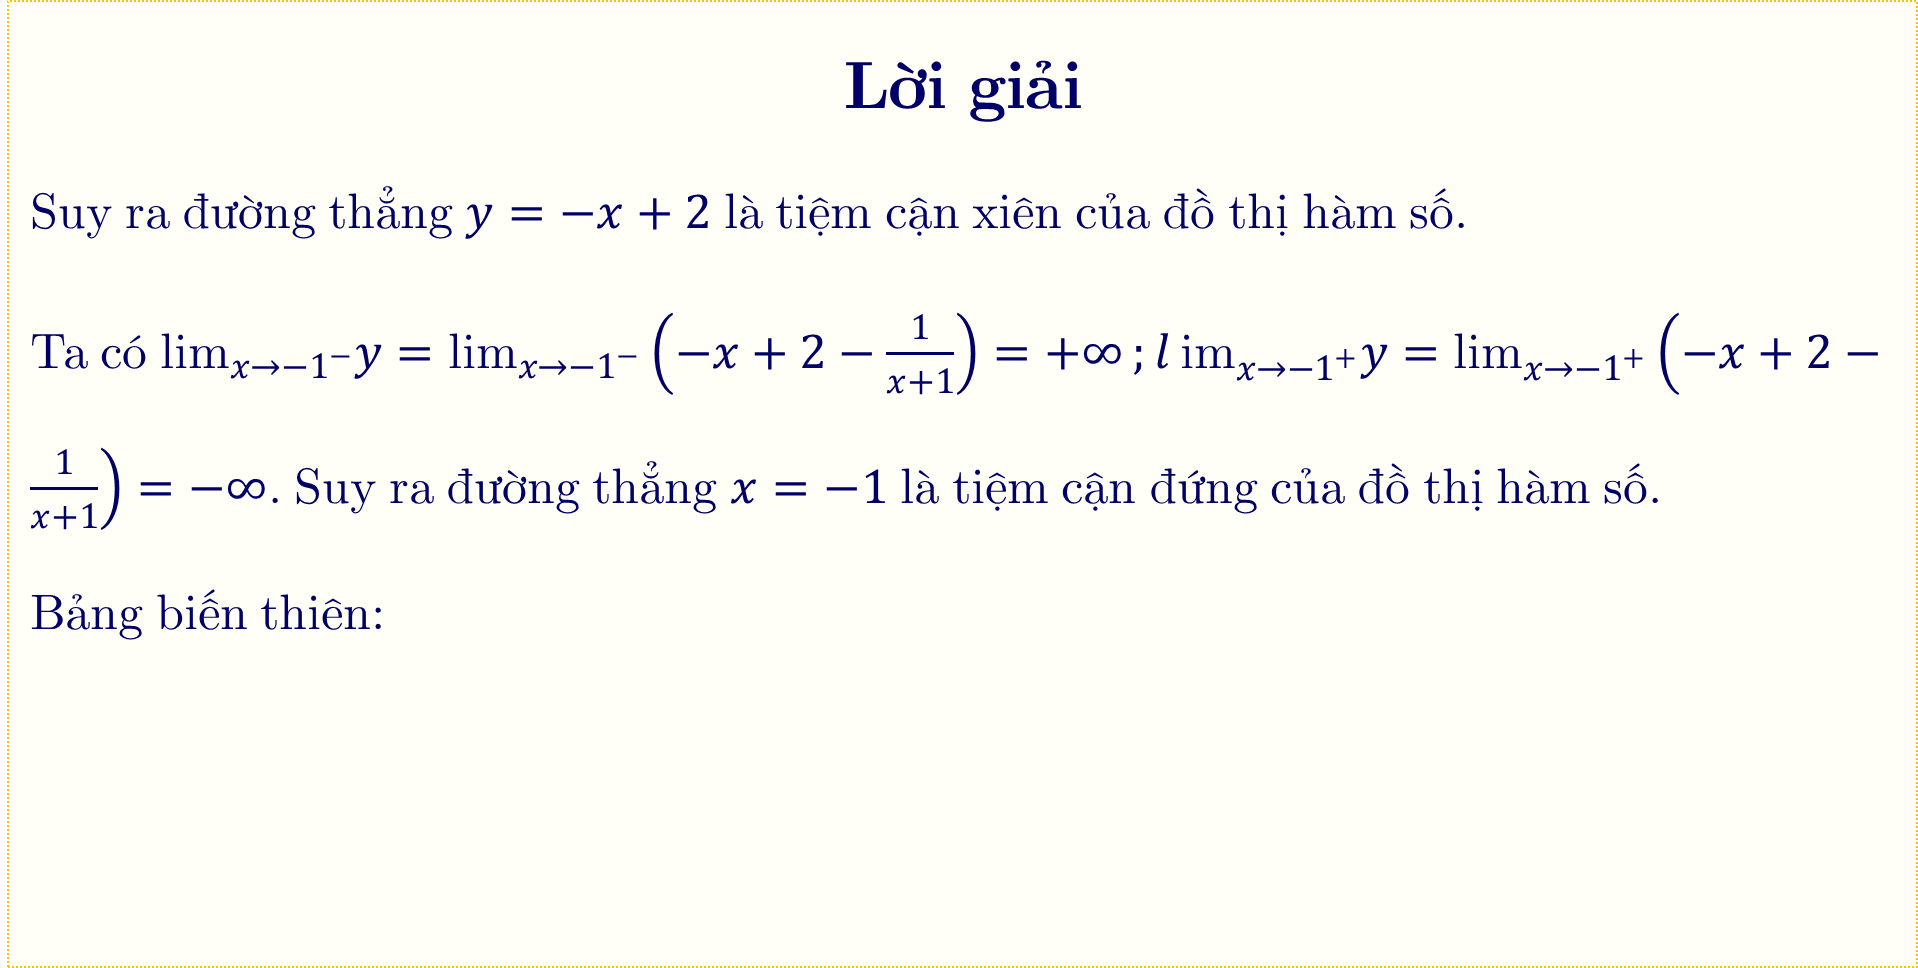 Lời giải
Suy ra đường thẳng y = −x + 2 là tiệm cận xiên của đồ thị hàm số.
Ta có lim_{x→−1⁻} y = lim_{x→−1⁻} (−x + 2 − \frac{1}{x+1}) = +∞ ; l im_{x→−1⁺} y = lim_{x→−1⁺} (−x + 2 −
\frac{1}{x+1}) = −∞. Suy ra đường thẳng x = −1 là tiệm cận đứng của đồ thị hàm số.
Bảng biến thiên: